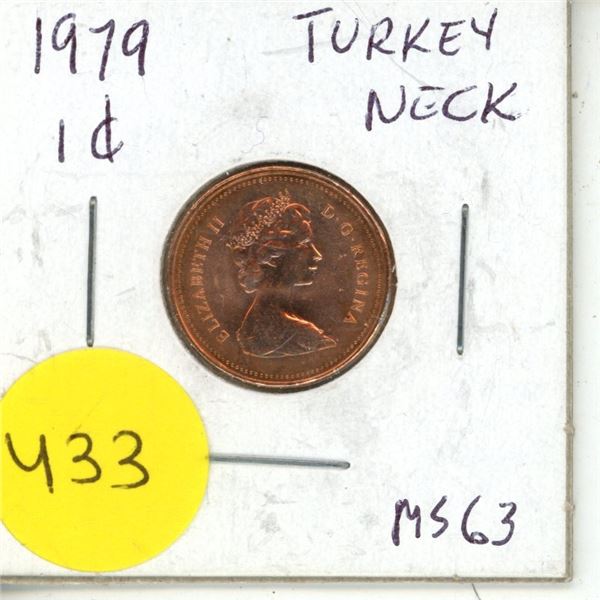 1979 TURKEY
1¢ NECK
ELIZABETH II D·G·REGINA
433
MS63